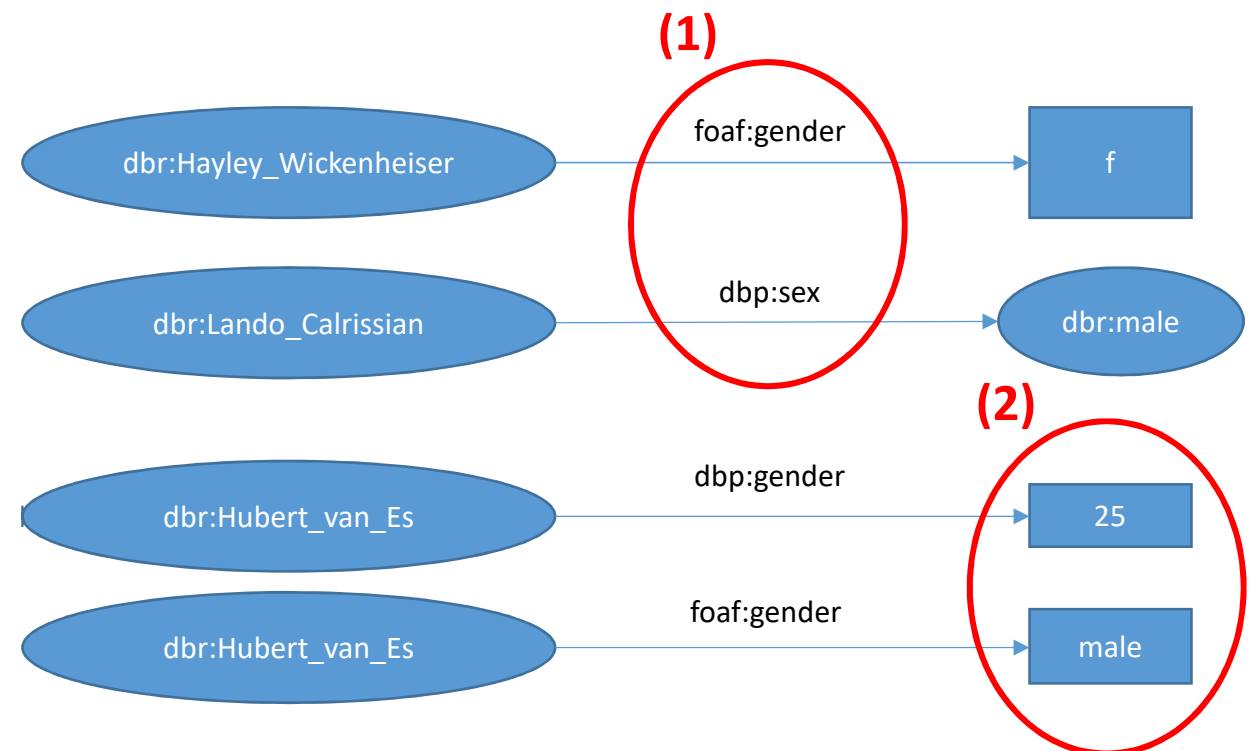 (1)
dbr:Hayley_Wickenheiser
foaf:gender
f
dbr:Lando_Calrissian
dbp:sex
dbr:male
(2)
dbr:Hubert_van_Es
dbp:gender
25
dbr:Hubert_van_Es
foaf:gender
male